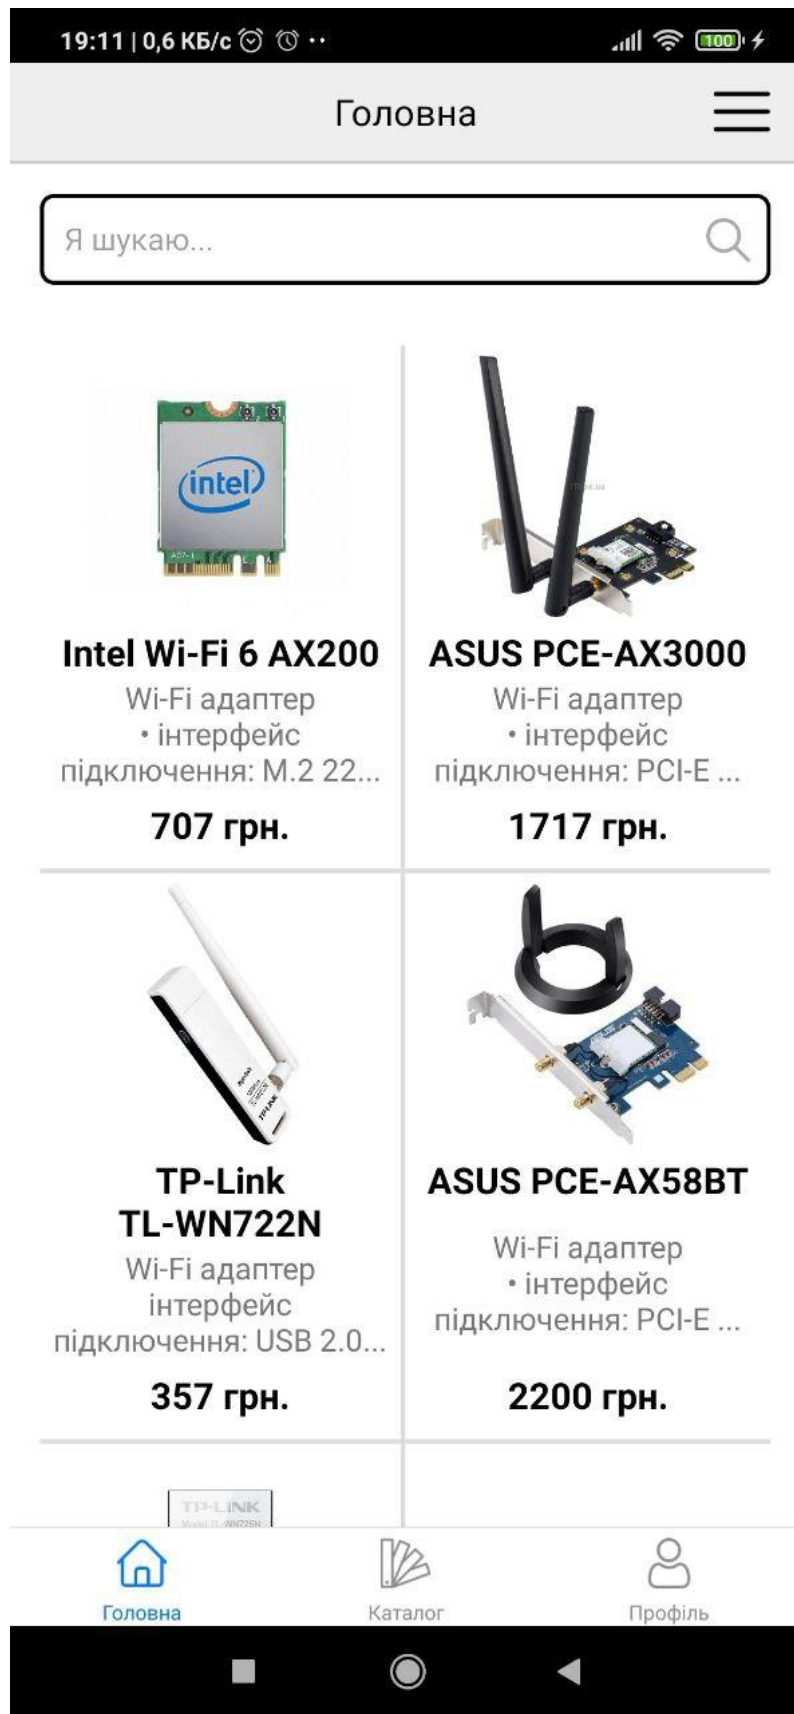 19:11 | 0,6 КБ/с
100
Головна
Я шукаю...
intel
Intel Wi-Fi 6 AX200
Wi-Fi адаптер
• інтерфейс
підключення: M.2 22...
707 грн.
ASUS PCE-AX3000
Wi-Fi адаптер
• інтерфейс
підключення: PCI-E ...
1717 грн.
TP-LINK
TP-Link
TL-WN722N
Wi-Fi адаптер
інтерфейс
підключення: USB 2.0...
357 грн.
ASUS
ASUS PCE-AX58BT
Wi-Fi адаптер
• інтерфейс
підключення: PCI-E ...
2200 грн.
TP-LINK
Головна
Каталог
Профіль